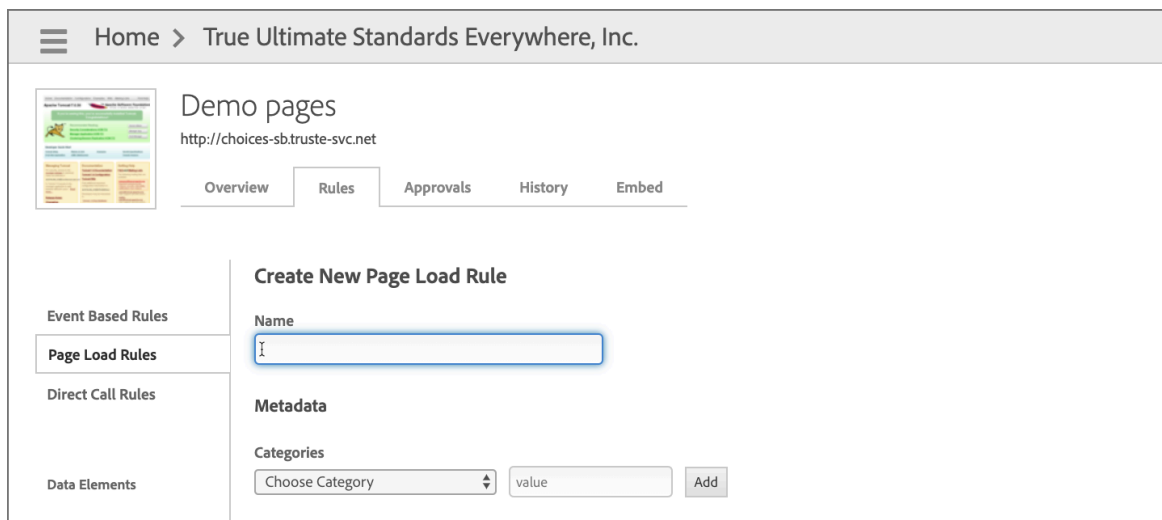 Home > True Ultimate Standards Everywhere, Inc.
Demo pages
http://choices-sb.truste-svc.net
Overview Rules Approvals History Embed
Create New Page Load Rule
Event Based Rules
Name
Page Load Rules
Direct Call Rules
Metadata
Categories
Data Elements
Choose Category value Add